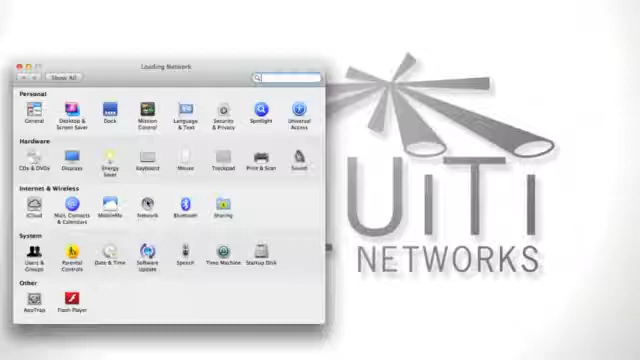 Loading Network
Show All
Personal
General
Desktop & Screen Saver
Dock
Mission Control
Language & Text
Security & Privacy
Spotlight
Universal Access
Hardware
CDs & DVDs
Displays
Energy Saver
Keyboard
Mouse
Trackpad
Print & Scan
Sound
Internet & Wireless
iCloud
Mail, Contacts & Calendars
MobileMe
Network
Bluetooth
Sharing
System
Users & Groups
Parental Controls
Date & Time
Software Update
Speech
Time Machine
Startup Disk
Other
Flash Player
UiTi
NETWORKS